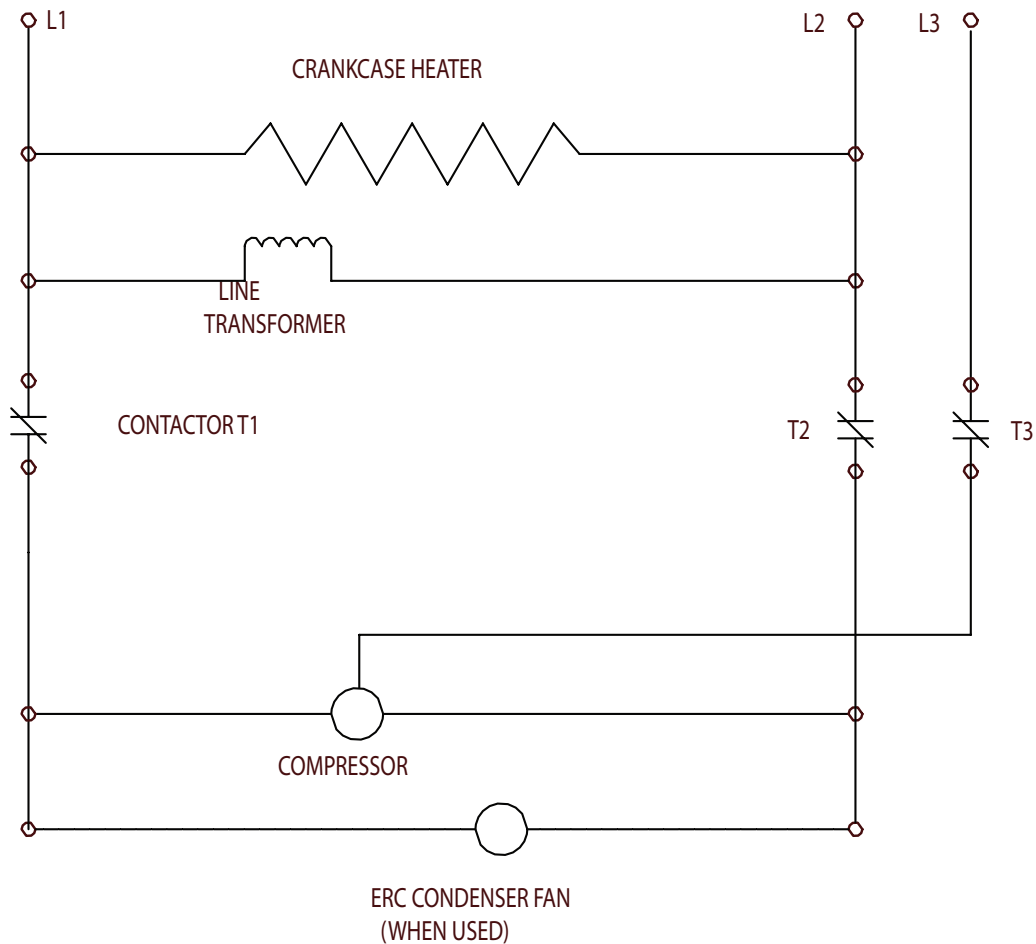 L1
L2
L3
CRANKCASE HEATER
LINE
TRANSFORMER
CONTACTOR T1
T2
T3
COMPRESSOR
ERC CONDENSER FAN
(WHEN USED)